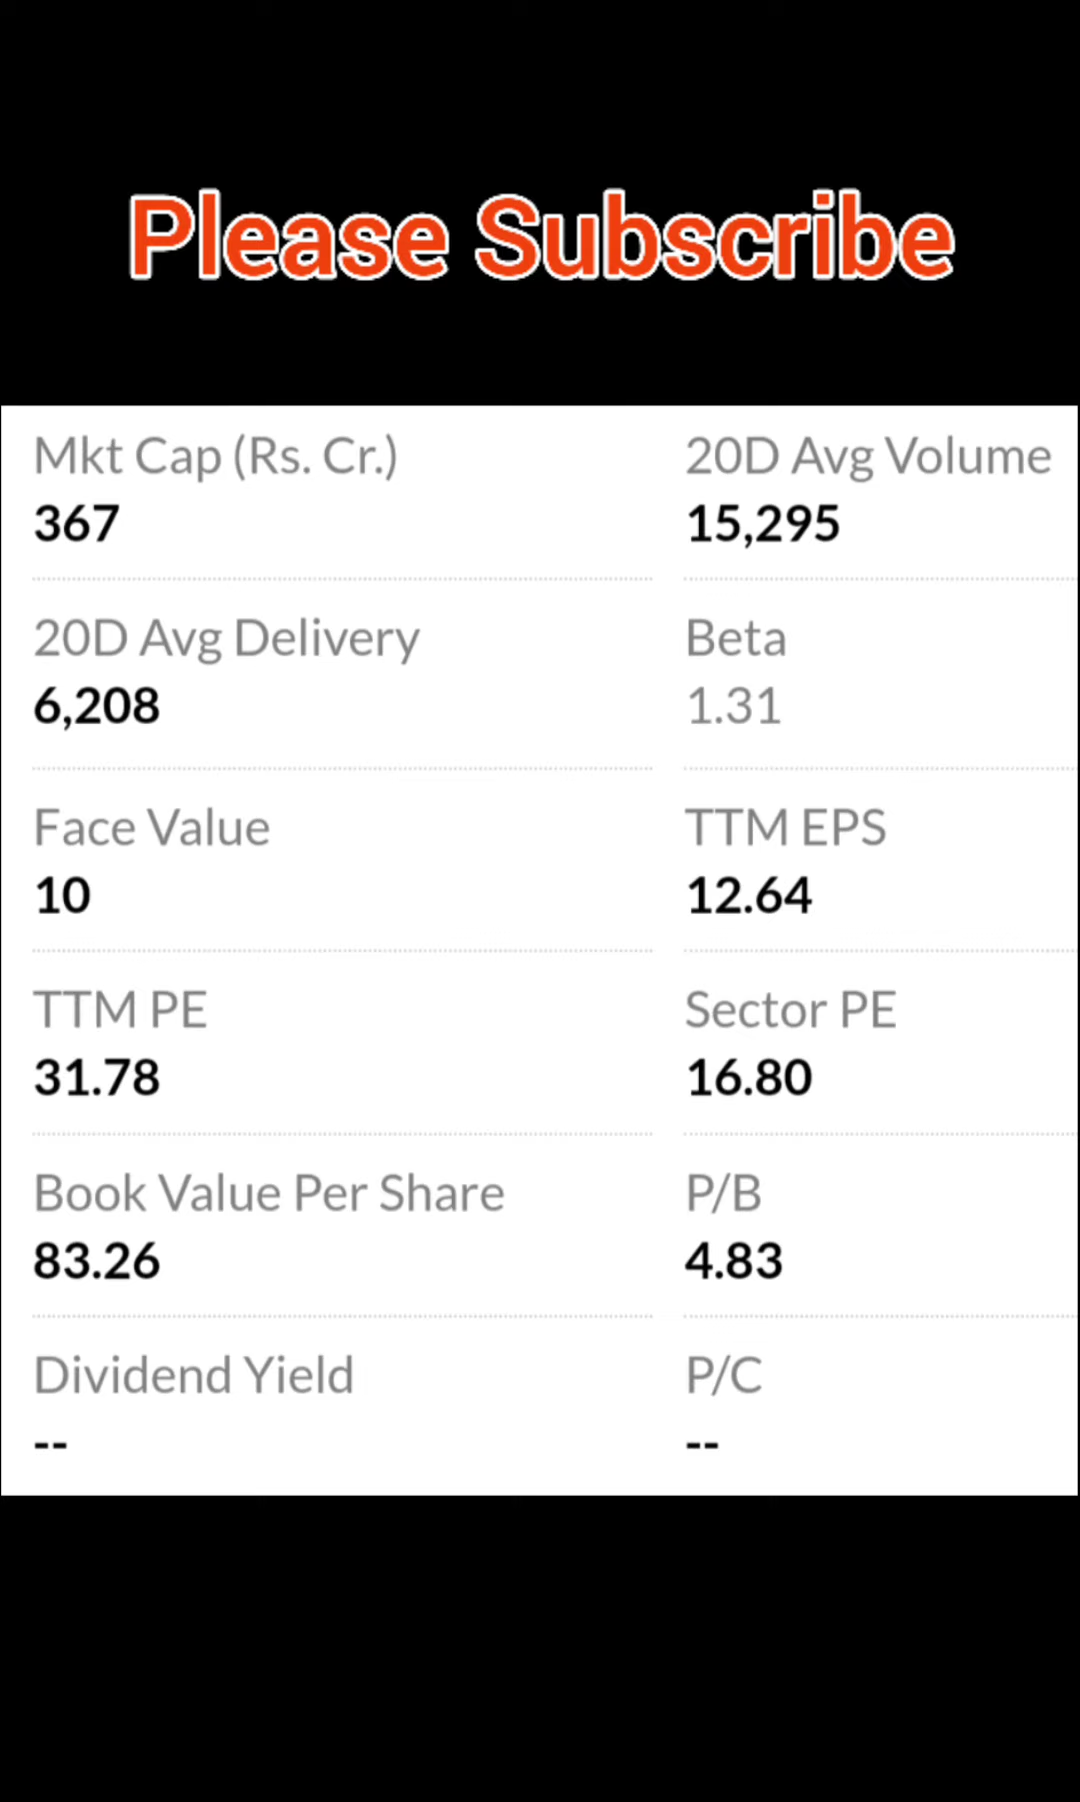 Please Subscribe
Mkt Cap (Rs. Cr.)
367
20D Avg Volume
15,295
20D Avg Delivery
6,208
Beta
1.31
Face Value
10
TTM EPS
12.64
TTM PE
31.78
Sector PE
16.80
Book Value Per Share
83.26
P/B
4.83
Dividend Yield
--
P/C
--